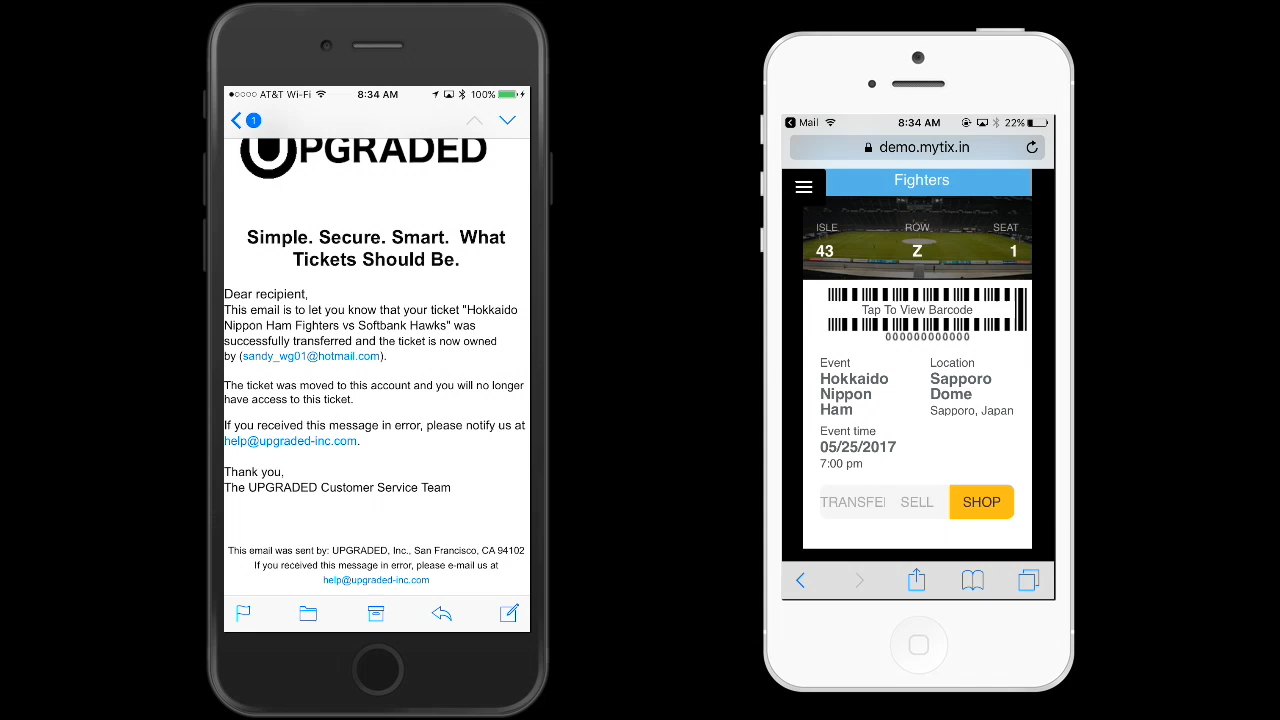 ●○○○○ AT&T Wi-Fi 8:34 AM 100%
1
UPGRADED
Simple. Secure. Smart. What
Tickets Should Be.
Dear recipient,
This email is to let you know that your ticket "Hokkaido
Nippon Ham Fighters vs Softbank Hawks" was
successfully transferred and the ticket is now owned
by (sandy_wg01@hotmail.com).
The ticket was moved to this account and you will no longer
have access to this ticket.
If you received this message in error, please notify us at
help@upgraded-inc.com.
Thank you,
The UPGRADED Customer Service Team
This email was sent by: UPGRADED, Inc., San Francisco, CA 94102
If you received this message in error, please e-mail us at
help@upgraded-inc.com
Mail 8:34 AM 22%
demo.mytix.in
Fighters
ISLE ROW SEAT
43 Z 1
Tap To View Barcode
000000000000
Event
Hokkaido
Nippon
Ham
Location
Sapporo
Dome
Sapporo, Japan
Event time
05/25/2017
7:00 pm
TRANSFE SELL SHOP